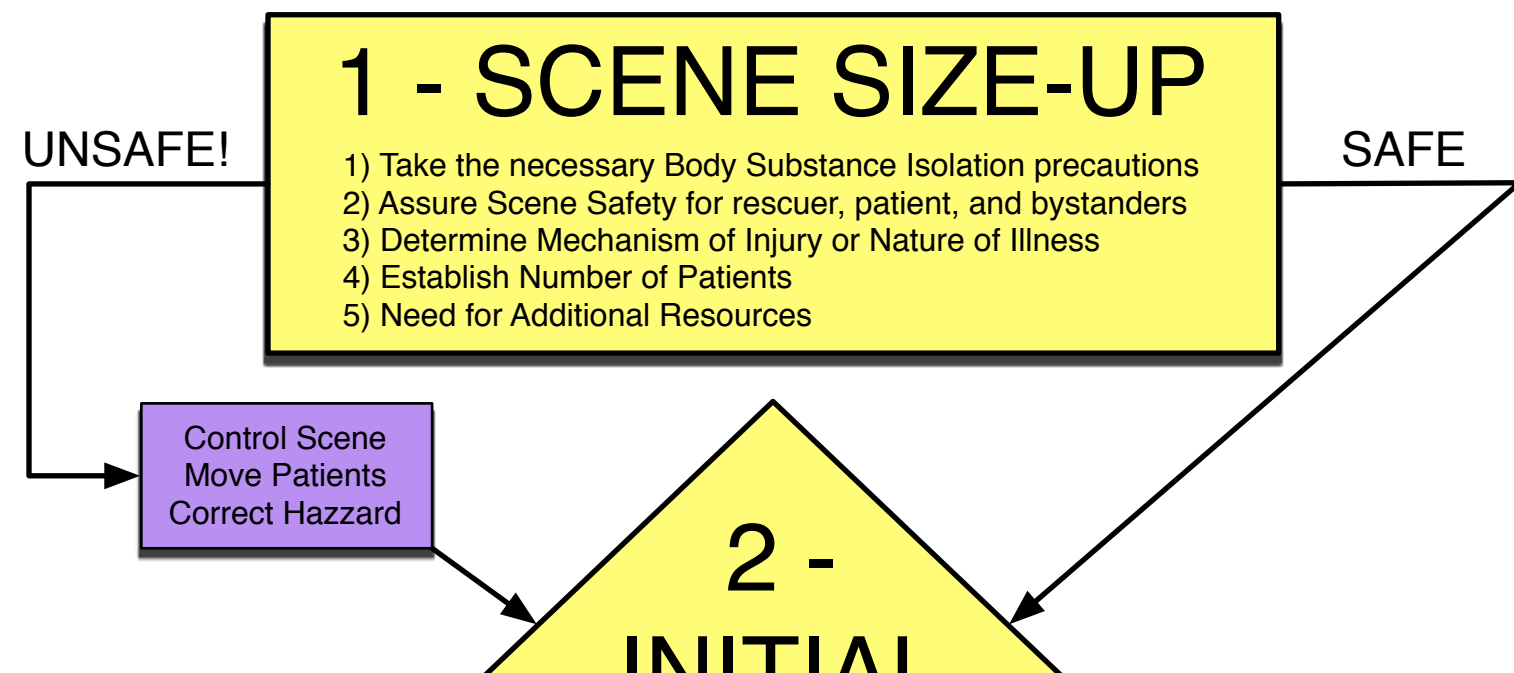 1 - SCENE SIZE-UP
UNSAFE!
SAFE
1) Take the necessary Body Substance Isolation precautions
2) Assure Scene Safety for rescuer, patient, and bystanders
3) Determine Mechanism of Injury or Nature of Illness
4) Establish Number of Patients
5) Need for Additional Resources
Control Scene
Move Patients
Correct Hazzard
2 -
INITIAL